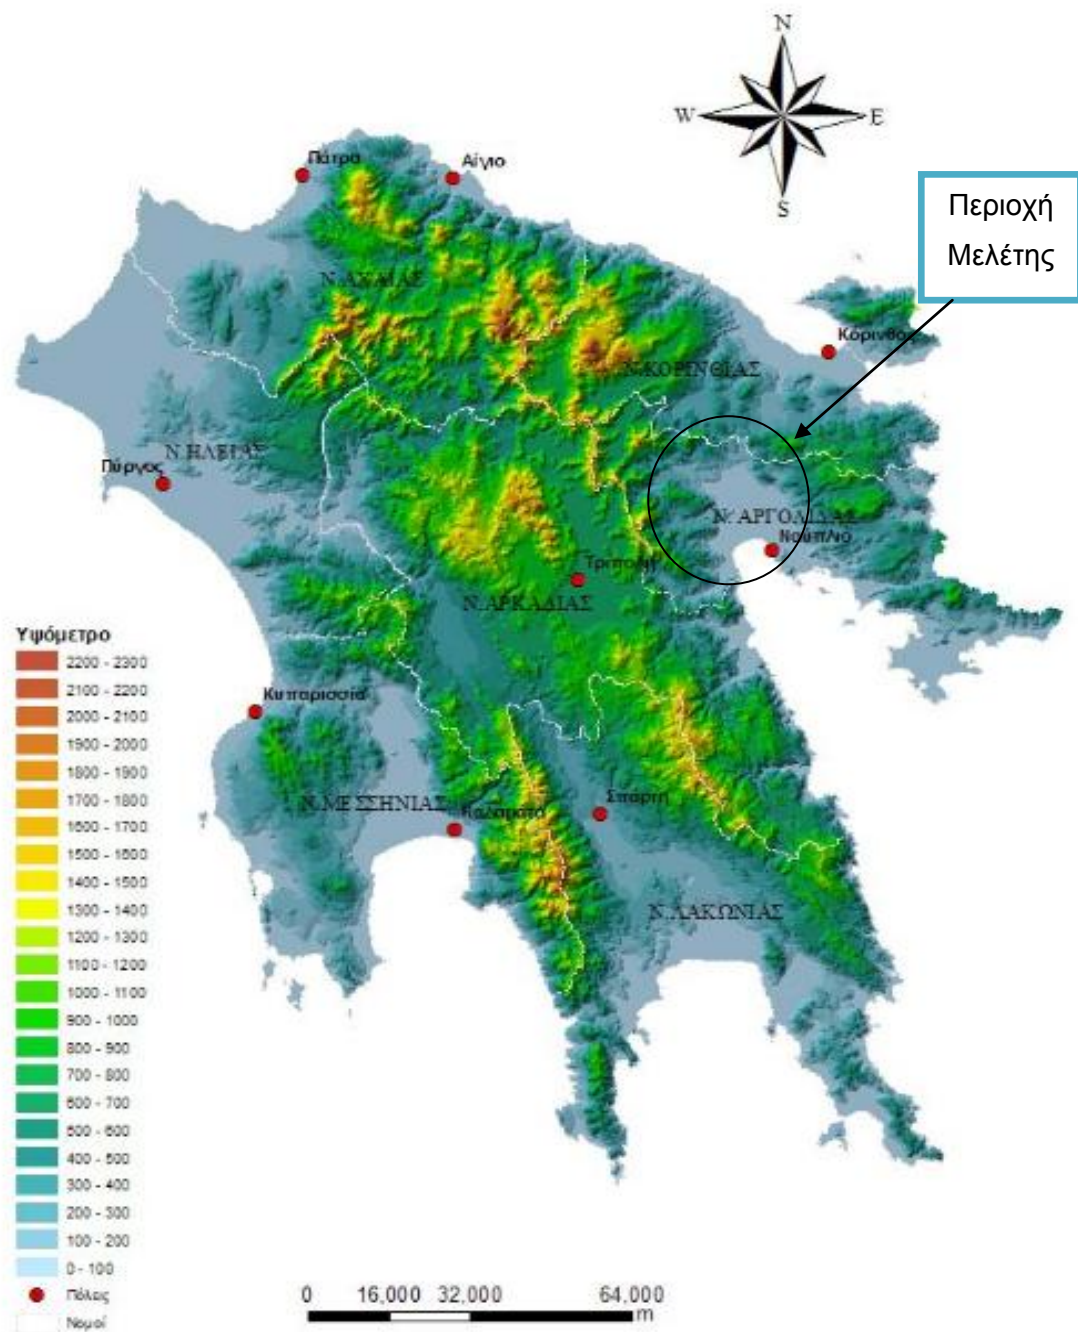 N
W E
S
Περιοχή
Μελέτης
Πάτρα
Αίγιο
Ν.ΑΧΑΪΑΣ
Κόρινθος
Ν.ΚΟΡΙΝΘΙΑΣ
Ν.ΗΛΕΙΑΣ
Πύργος
Ν. ΑΡΓΟΛΙΔΑΣ
Ναύπλιο
Τρίπολη
Ν.ΑΡΚΑΔΙΑΣ
Υψόμετρο
2200 - 2300
2100 - 2200
2000 - 2100
1900 - 2000
1800 - 1900
1700 - 1800
1600 - 1700
1500 - 1600
1400 - 1500
1300 - 1400
1200 - 1300
1100 - 1200
1000 - 1100
900 - 1000
800 - 900
700 - 800
600 - 700
500 - 600
400 - 500
300 - 400
200 - 300
100 - 200
0 - 100
Πόλεις
Νομοί
Κυπαρισσία
Ν.ΜΕΣΣΗΝΙΑΣ
Καλαμάτα
Σπάρτη
Ν.ΛΑΚΩΝΙΑΣ
0 16,000 32,000 64,000
m